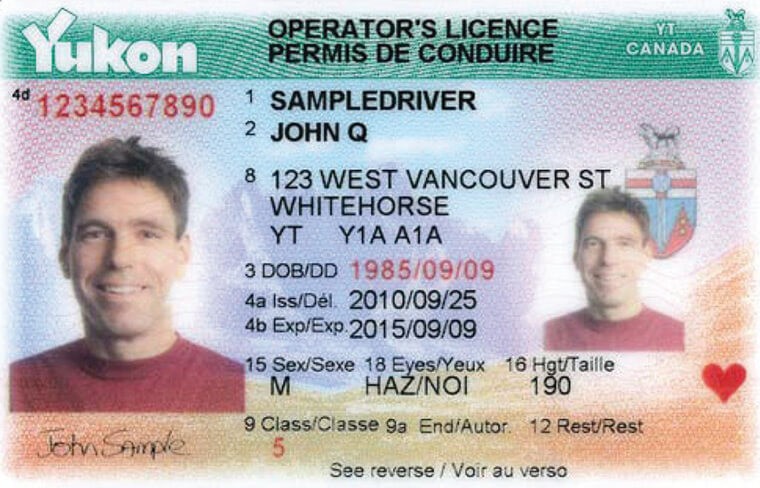 Yukon
OPERATOR'S LICENCE
PERMIS DE CONDUIRE
YT
CANADA
4d 1234567890
1 SAMPLEDRIVER
2 JOHN Q
8 123 WEST VANCOUVER ST
WHITEHORSE
YT Y1A A1A
3 DOB/DD 1985/09/09
4a Iss/Dél. 2010/09/25
4b Exp/Exp. 2015/09/09
15 Sex/Sexe 18 Eyes/Yeux 16 Hgt/Taille
M HAZ/NOI 190
9 Class/Classe 9a End/Autor. 12 Rest/Rest
5
John Sample
See reverse / Voir au verso